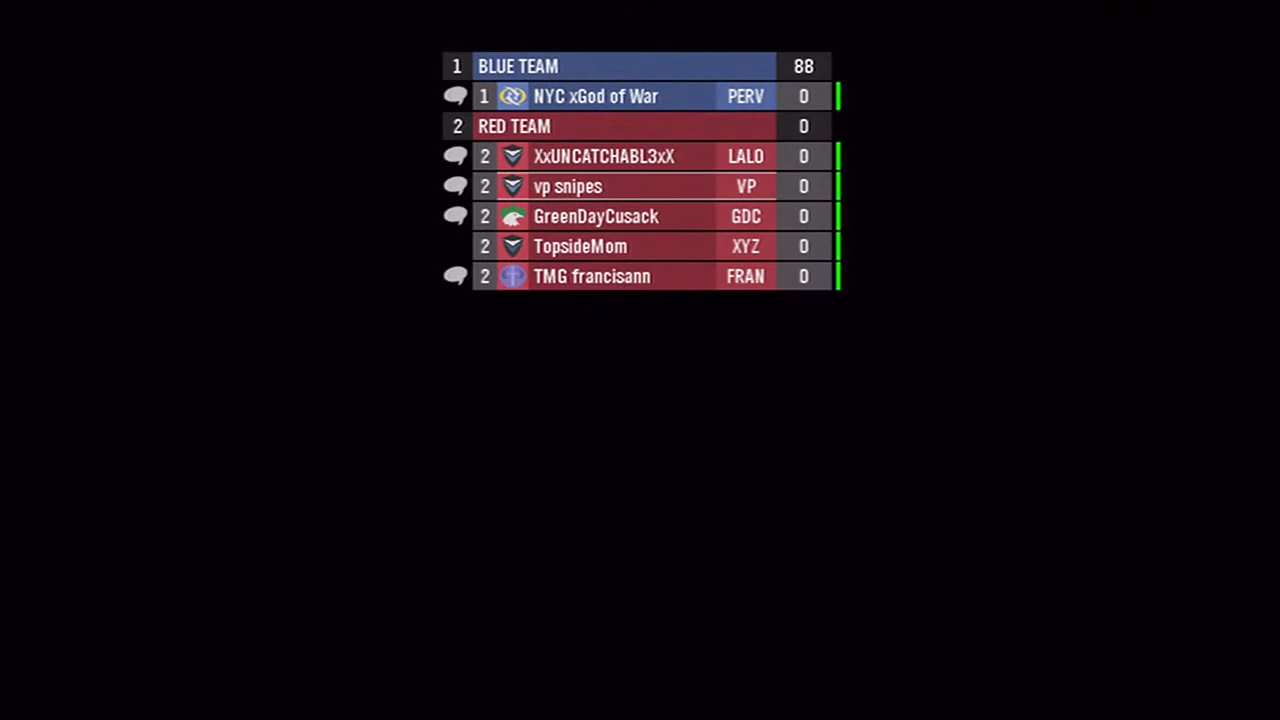 1 BLUE TEAM 88
1 NYC xGod of War PERV 0
2 RED TEAM 0
2 XxUNCATCHABL3xX LALO 0
2 vp snipes VP 0
2 GreenDayCusack GDC 0
2 TopsideMom XYZ 0
2 TMG francisann FRAN 0